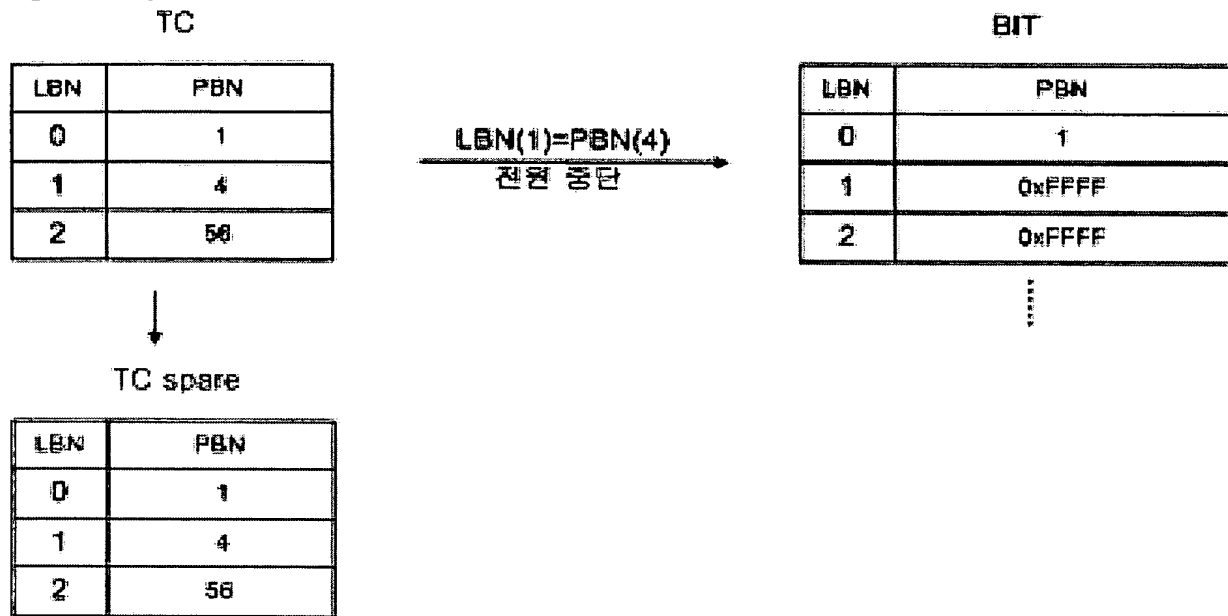 TC
LBN PBN
0 1
1 4
2 56
LBN(1)=PBN(4)
전원 중단
BIT
LBN PBN
0 1
1 0xFFFF
2 0xFFFF
TC spare
LBN PBN
0 1
1 4
2 56